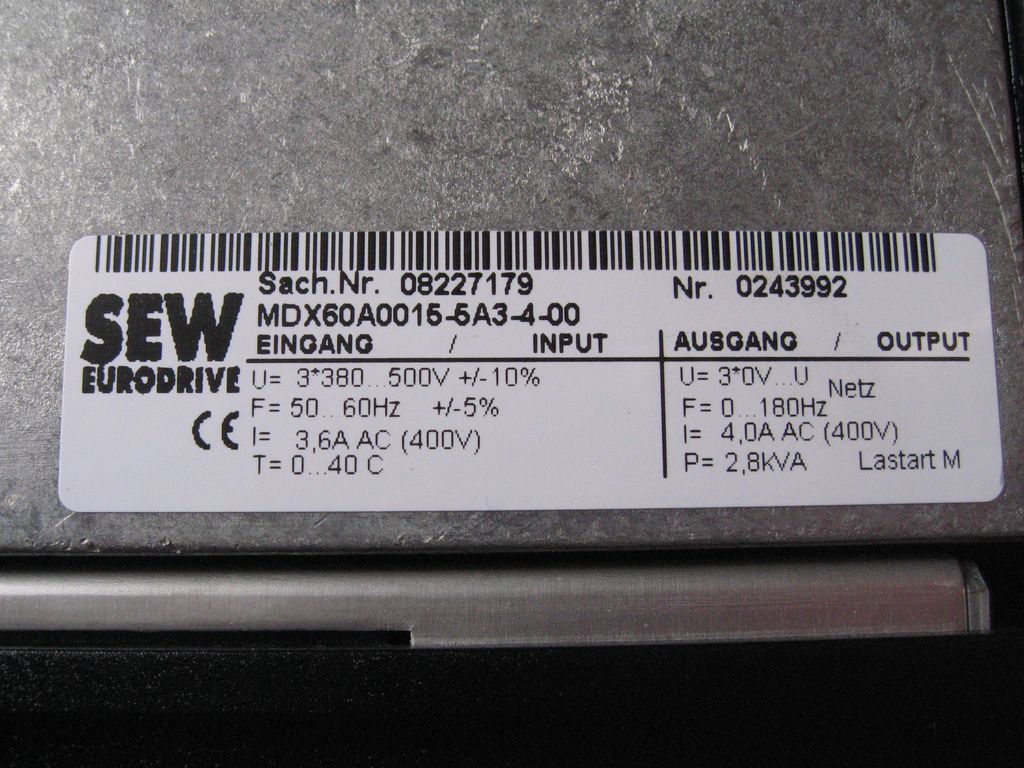 Sach.Nr. 08227179 Nr. 0243992
SEW
EURODRIVE
MDX60A0015-5A3-4-00
EINGANG / INPUT AUSGANG / OUTPUT
U= 3*380...500V +/-10% U= 3*0V...U Netz
F= 50...60Hz +/-5% F= 0...180Hz
CE
I= 3,6A AC (400V) I= 4,0A AC (400V)
T= 0...40 C P= 2,8kVA Lastart M